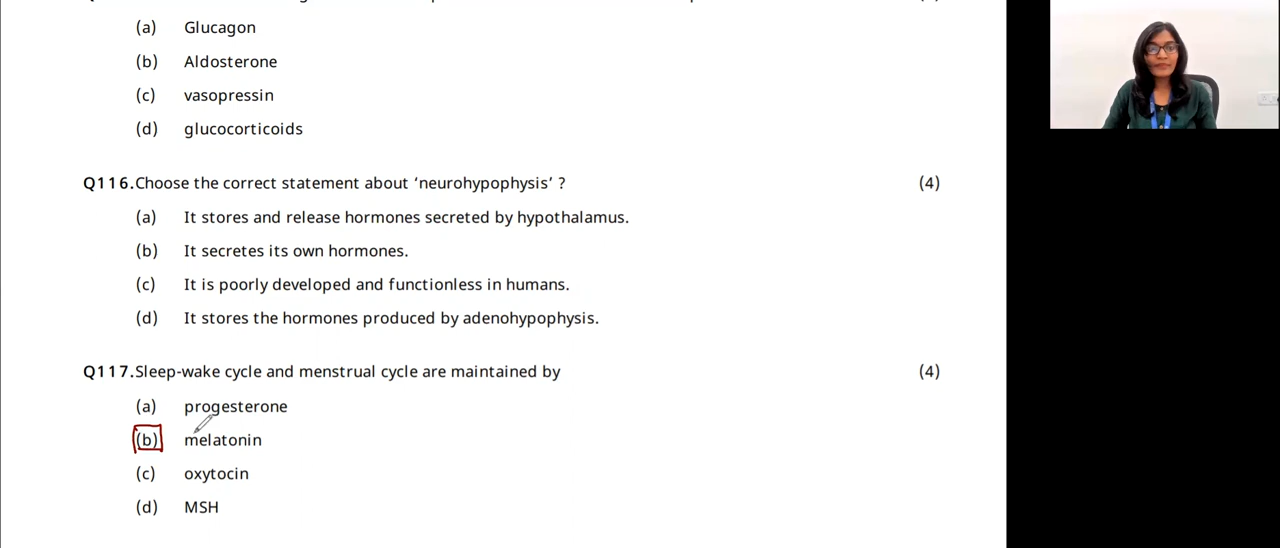 (a) Glucagon
(b) Aldosterone
(c) vasopressin
(d) glucocorticoids
Q116.Choose the correct statement about ‘neurohypophysis’ ? (4)
(a) It stores and release hormones secreted by hypothalamus.
(b) It secretes its own hormones.
(c) It is poorly developed and functionless in humans.
(d) It stores the hormones produced by adenohypophysis.
Q117.Sleep-wake cycle and menstrual cycle are maintained by (4)
(a) progesterone
(b) melatonin
(c) oxytocin
(d) MSH